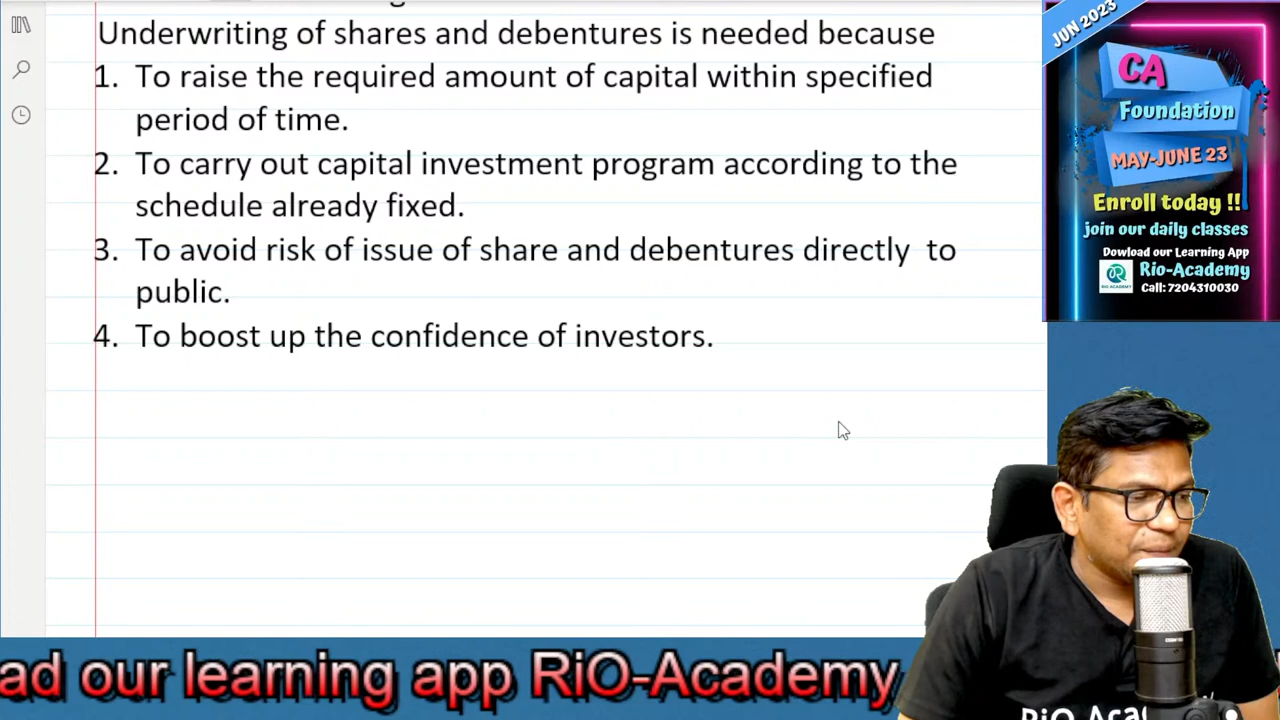 Underwriting of shares and debentures is needed because
1. To raise the required amount of capital within specified
period of time.
2. To carry out capital investment program according to the
schedule already fixed.
3. To avoid risk of issue of share and debentures directly  to
public.
4. To boost up the confidence of investors.
JUN 2023
CA
Foundation
MAY-JUNE 23
Enroll today !!
join our daily classes
Dowload our Learning App
Rio-Academy
RIO ACADEMY
Call: 7204310030
ad our learning app RiO-Academy